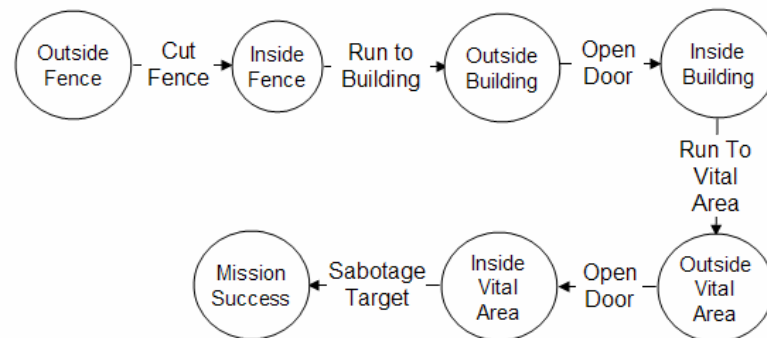 Outside
Fence
Cut
Fence
Inside
Fence
Run to
Building
Outside
Building
Open
Door
Inside
Building
Run To
Vital
Area
Outside
Vital
Area
Open
Door
Inside
Vital
Area
Sabotage
Target
Mission
Success